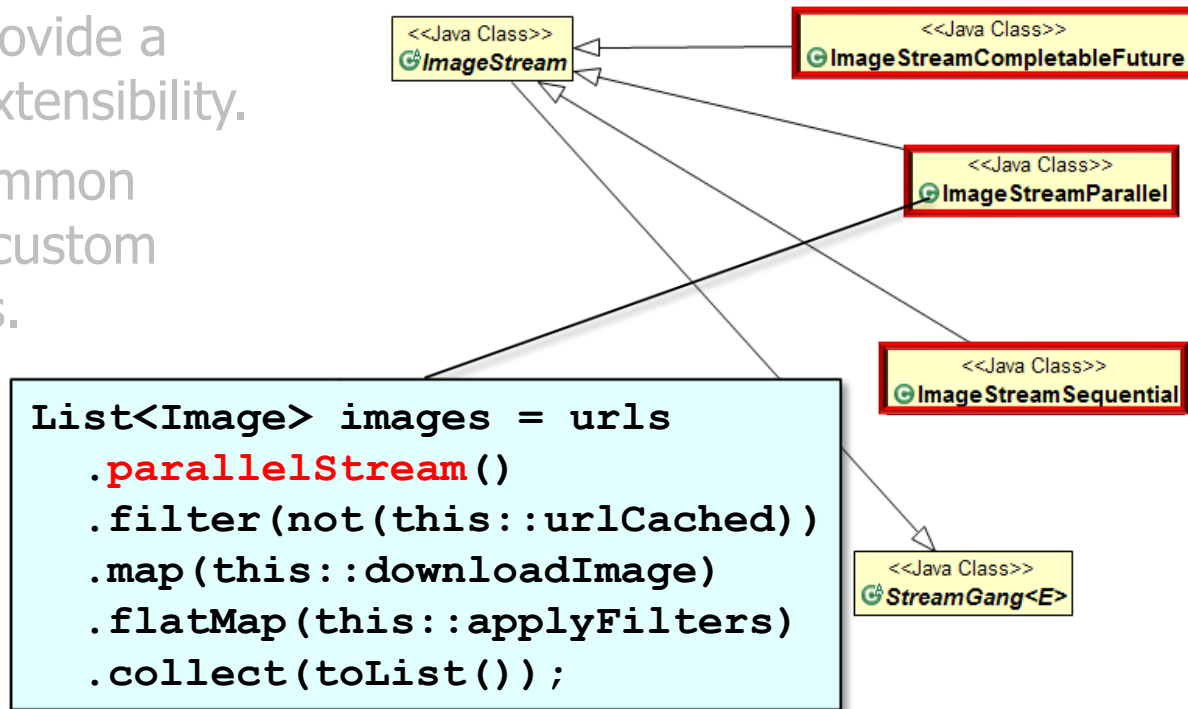 ovide a
xtensibility.
mmon
custom
s.
<<Java Class>>
ImageStream
<<Java Class>>
ImageStreamCompletableFuture
<<Java Class>>
ImageStreamParallel
<<Java Class>>
ImageStreamSequential
List<Image> images = urls
.parallelStream()
.filter(not(this::urlCached))
.map(this::downloadImage)
.flatMap(this::applyFilters)
.collect(toList());
<<Java Class>>
StreamGang<E>